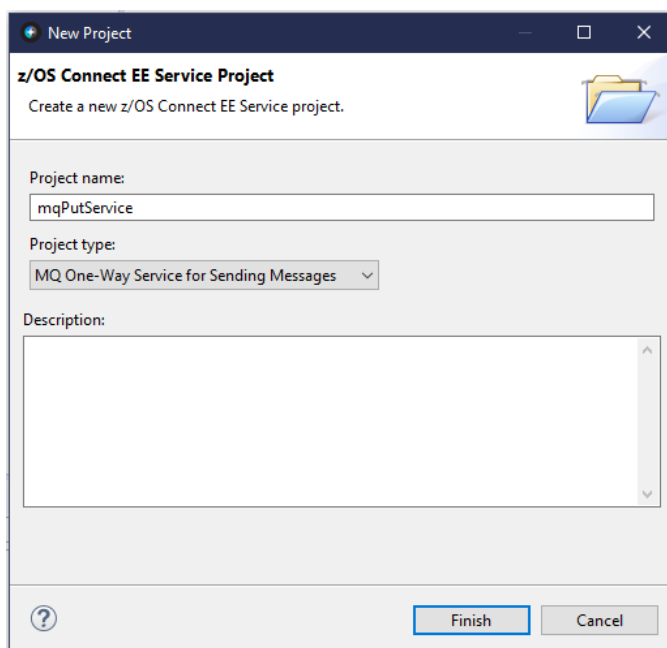 New Project
z/OS Connect EE Service Project
Create a new z/OS Connect EE Service project.
Project name:
mqPutService
Project type:
MQ One-Way Service for Sending Messages
Description:
?
Finish
Cancel